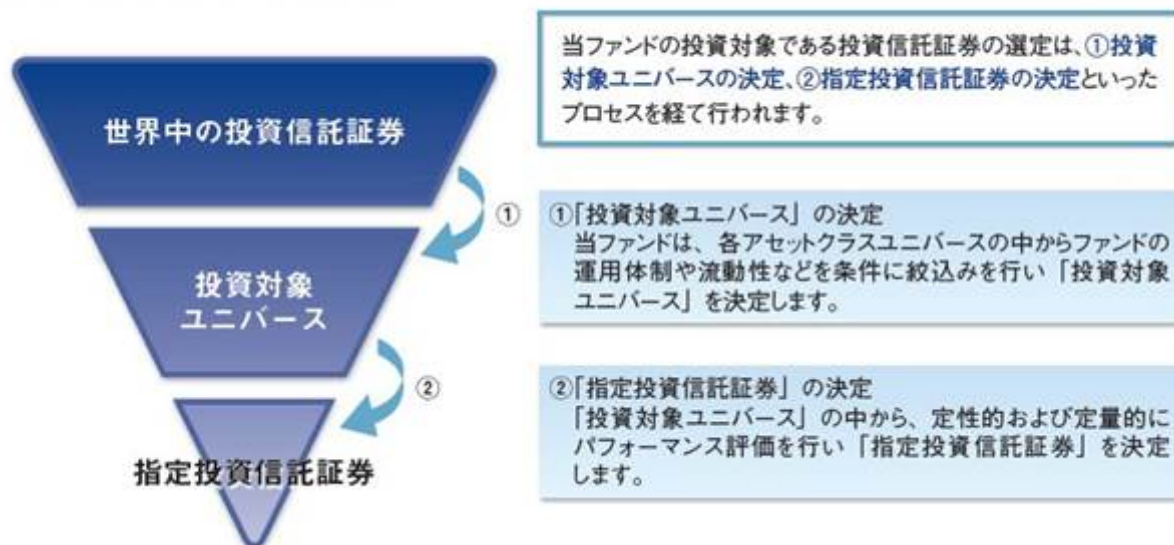 世界中の投資信託証券
①
投資対象
ユニバース
②
指定投資信託証券
当ファンドの投資対象である投資信託証券の選定は、①投資
対象ユニバースの決定、②指定投資信託証券の決定といった
プロセスを経て行われます。
①「投資対象ユニバース」の決定
当ファンドは、各アセットクラスユニバースの中からファンドの
運用体制や流動性などを条件に絞込みを行い「投資対象
ユニバース」を決定します。
②「指定投資信託証券」の決定
「投資対象ユニバース」の中から、定性的および定量的に
パフォーマンス評価を行い「指定投資信託証券」を決定
します。